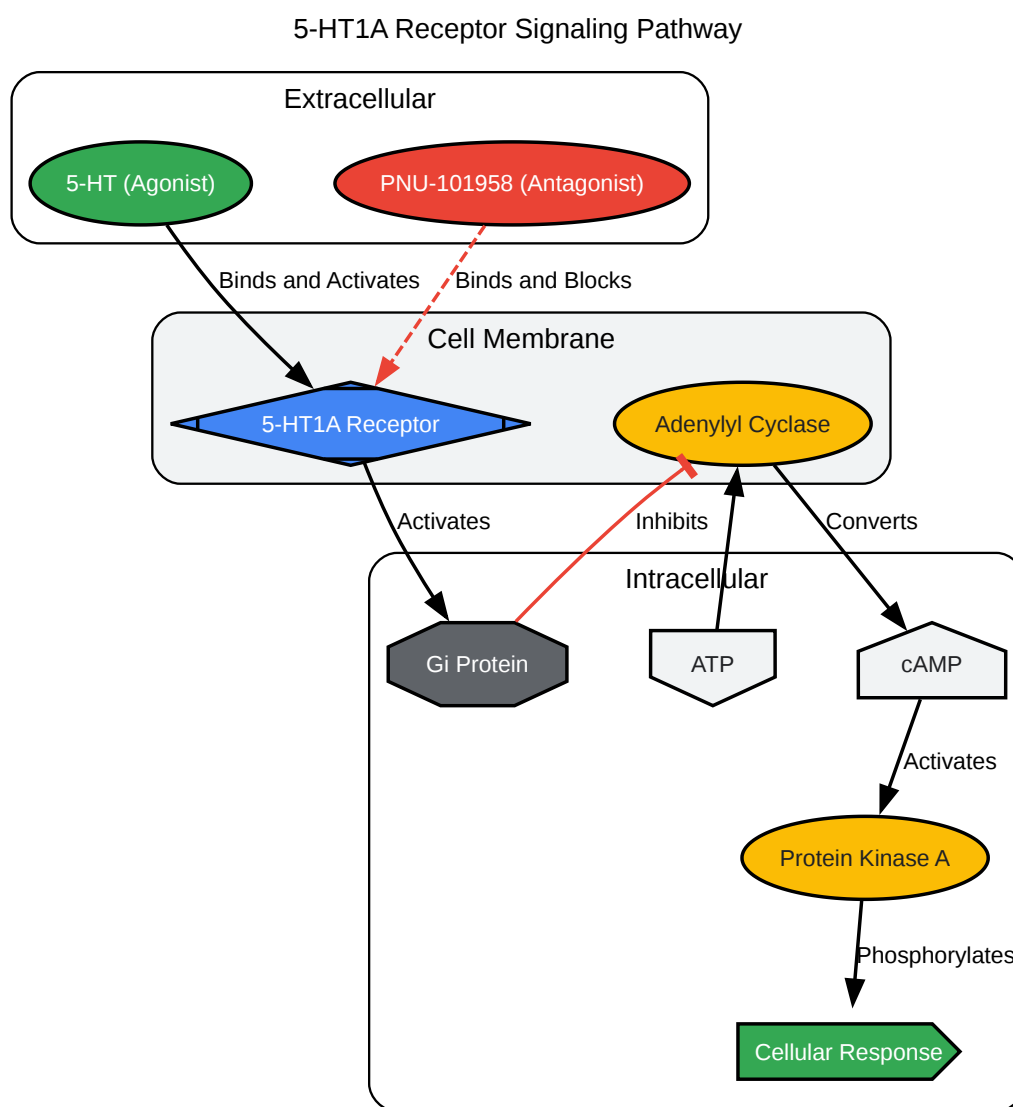 5-HT1A Receptor Signaling Pathway
Extracellular
5-HT (Agonist)
PNU-101958 (Antagonist)
Binds and Activates
Binds and Blocks
Cell Membrane
5-HT1A Receptor
Adenylyl Cyclase
Activates
Inhibits
Converts
Intracellular
Gi Protein
ATP
cAMP
Activates
Protein Kinase A
Phosphorylates
Cellular Response